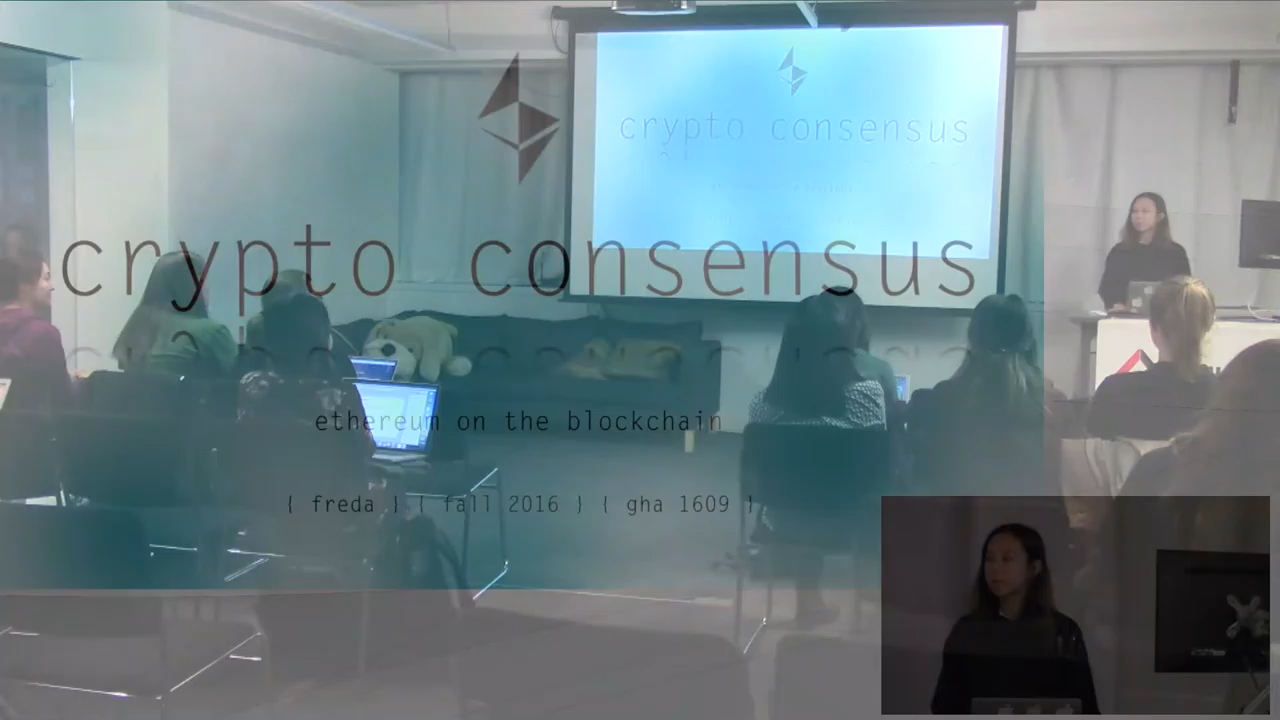 crypto consensus
crypto consensus
ethereum on the blockchain
{ freda } { fall 2016 } { gha 1609 }